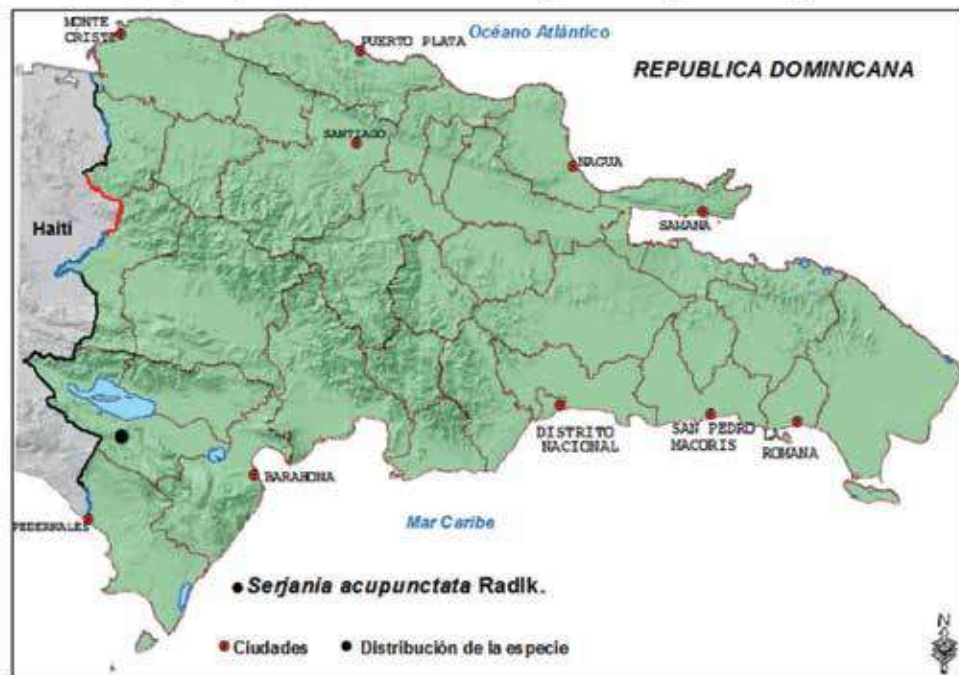 MONTE
CRISTI
PUERTO PLATA
Océano Atlántico
REPUBLICA DOMINICANA
SANTIAGO
NAGUA
SAMANA
Haití
DISTRITO
NACIONAL
SAN PEDRO
MACORIS
LA
ROMANA
BARAHONA
PEDERNALES
Mar Caribe
Serjania acupunctata Radlk.
Ciudades
Distribución de la especie
N